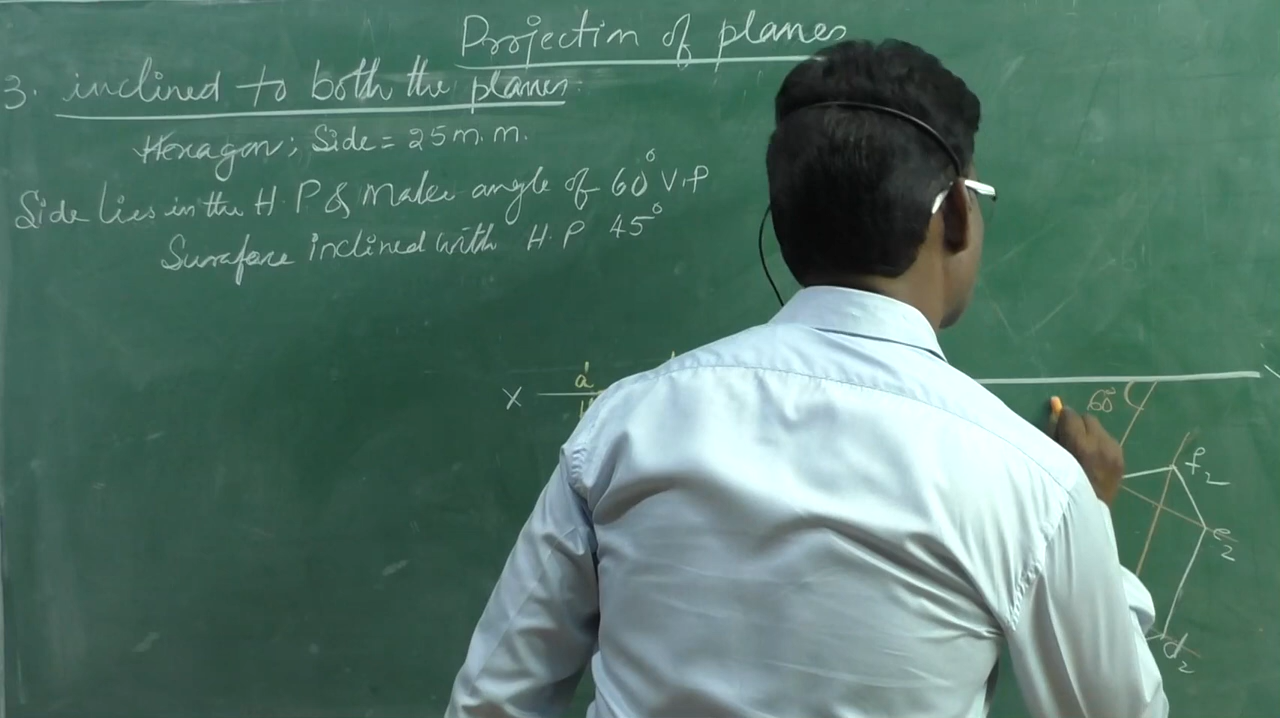 Projection of planes
3. inclined to both the planes.
Hexagon; Side = 25 m.m.
Side lies in the H.P & Make angle of 60° V.P
Surface inclined with H.P 45°
X a'
60°
f2
e2
d2